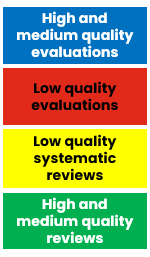 High and
medium quality
evaluations
Low quality
evaluations
Low quality
systematic
reviews
High and
medium quality
reviews